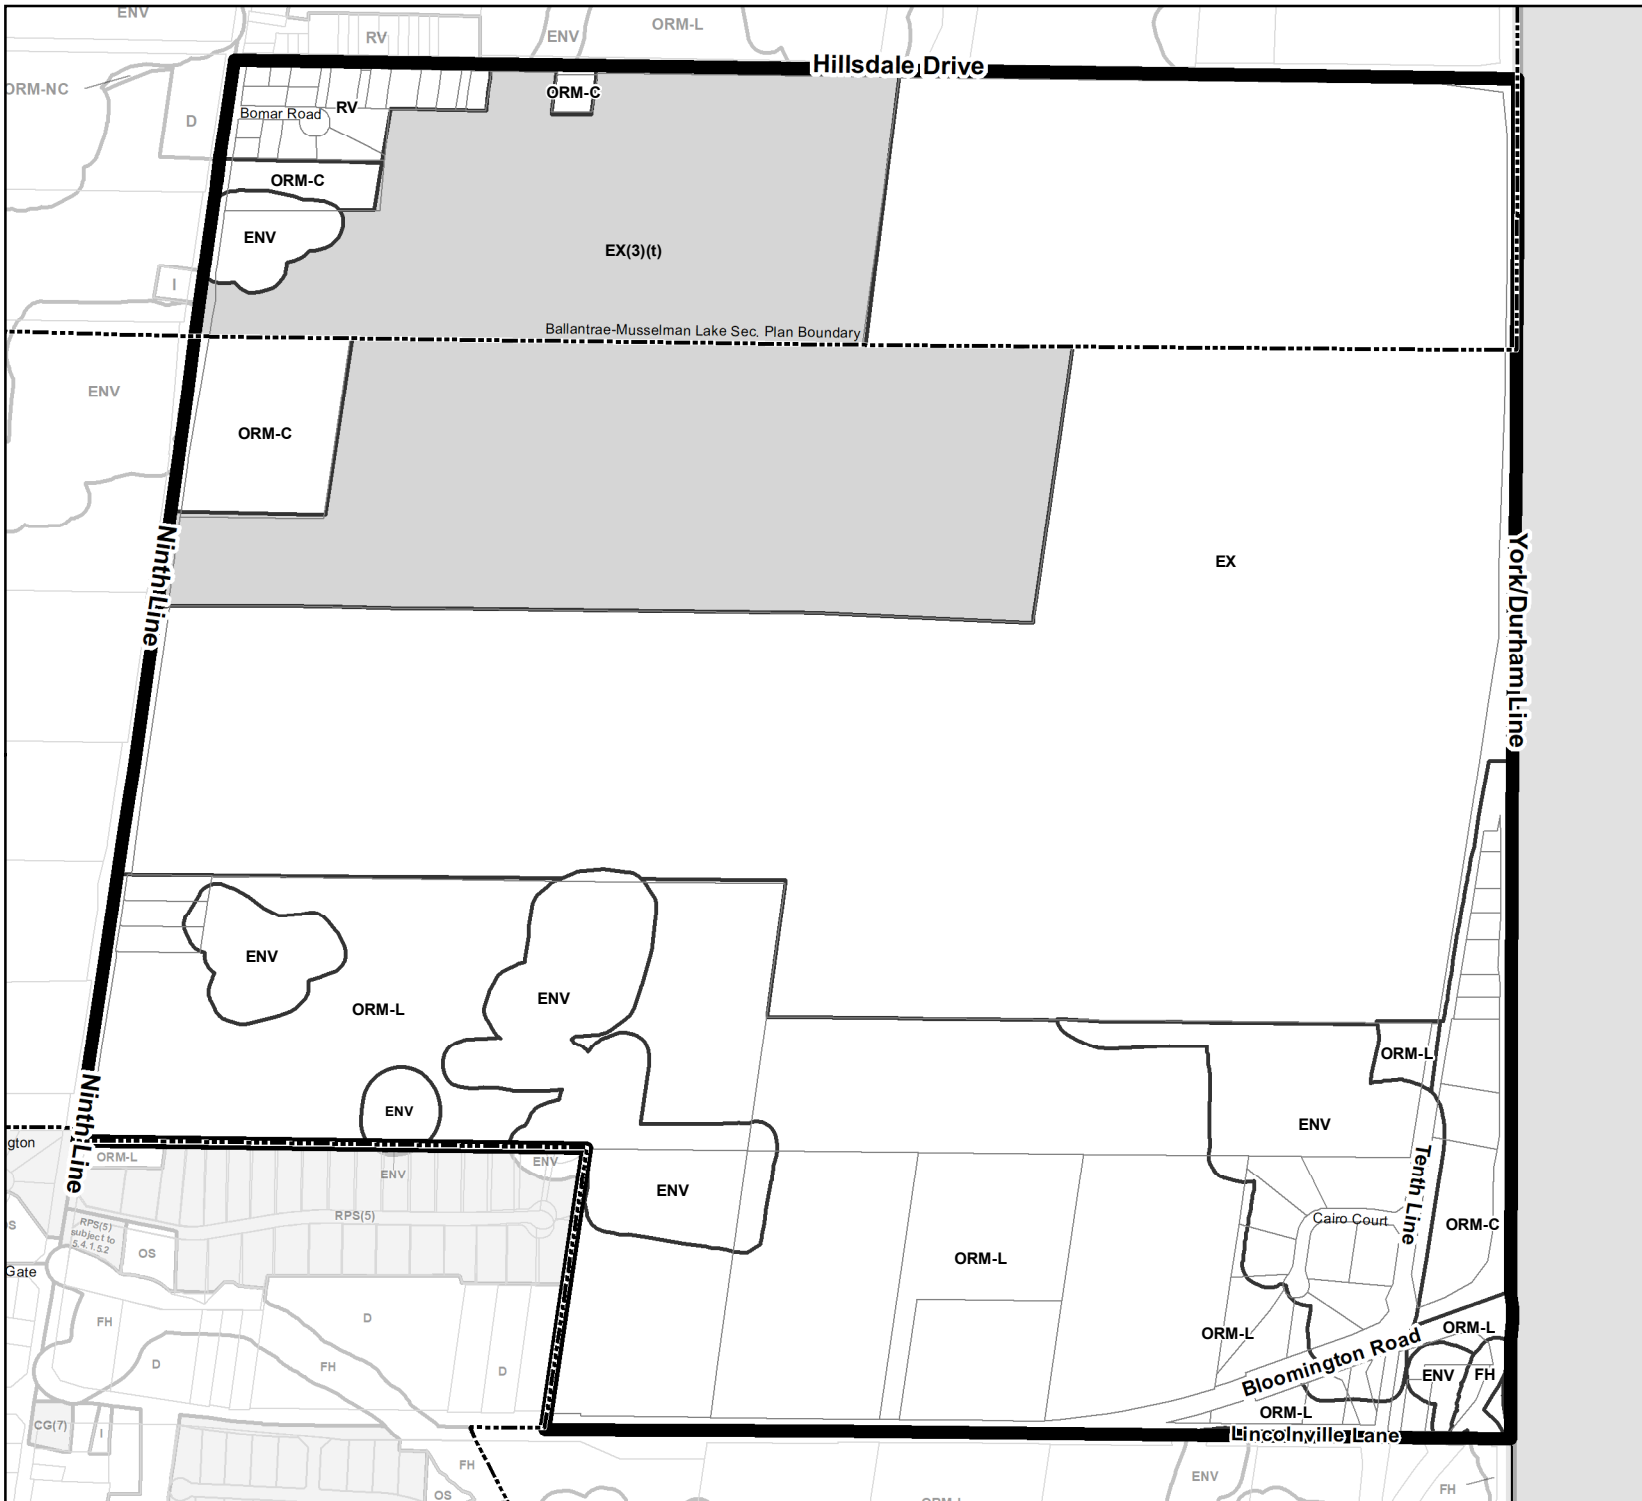 ENV
RV
ENV
ORM-L
ORM-NC
D
Hillsdale Drive
ORM-C
Bomar Road
RV
ORM-C
ENV
EX(3)(t)
I
Ballantrae-Musselman Lake Sec. Plan Boundary
ENV
ORM-C
Ninth Line
EX
York/Durham Line
ENV
ORM-L
ENV
ORM-L
Ninth Line
ENV
ENV
Tenth Line
gton
ORM-L
ENV
ENV
ENV
RPS(5)
RPS(5)
subject to
5.4.1.5.2
OS
Cairo Court
ORM-C
ORM-L
Gate
FH
D
ORM-L
ORM-L
Bloomington Road
D
FH
D
ENV
FH
CG(7)
I
ORM-L
Lincolnville Lane
FH
OS
ENV
FH